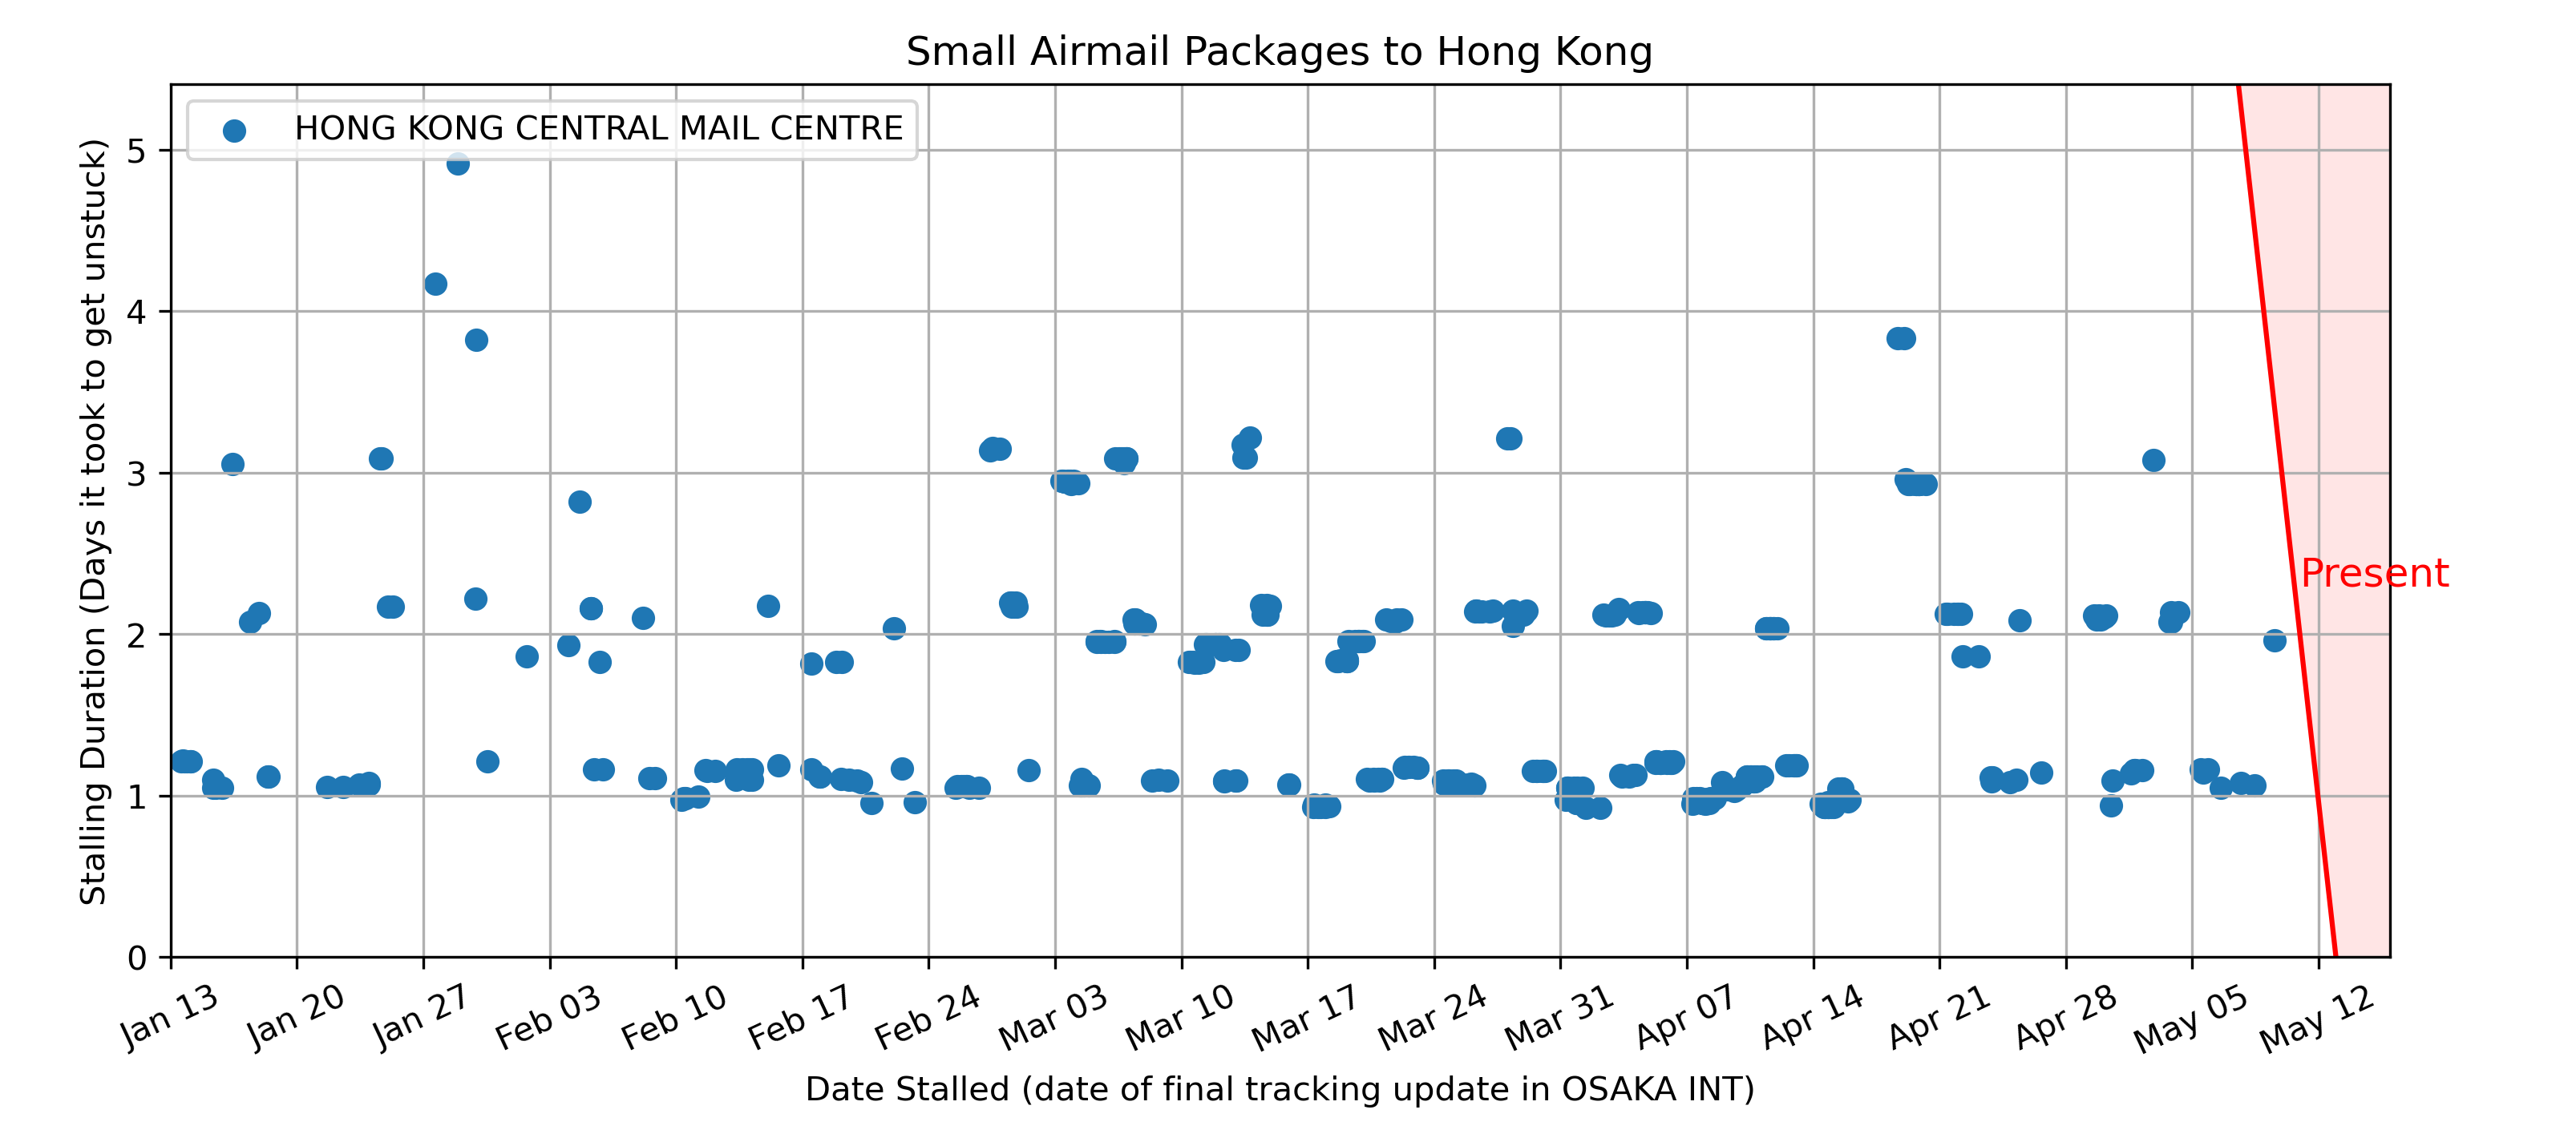 Small Airmail Packages to Hong Kong
HONG KONG CENTRAL MAIL CENTRE
Stalling Duration (Days it took to get unstuck)
5
4
3
2
1
0
Present
Jan 13
Jan 20
Jan 27
Feb 03
Feb 10
Feb 17
Feb 24
Mar 03
Mar 10
Mar 17
Mar 24
Mar 31
Apr 07
Apr 14
Apr 21
Apr 28
May 05
May 12
Date Stalled (date of final tracking update in OSAKA INT)